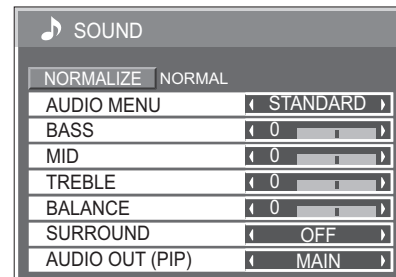 SOUND
NORMALIZE NORMAL
AUDIO MENU STANDARD
BASS 0
MID 0
TREBLE 0
BALANCE 0
SURROUND OFF
AUDIO OUT (PIP) MAIN